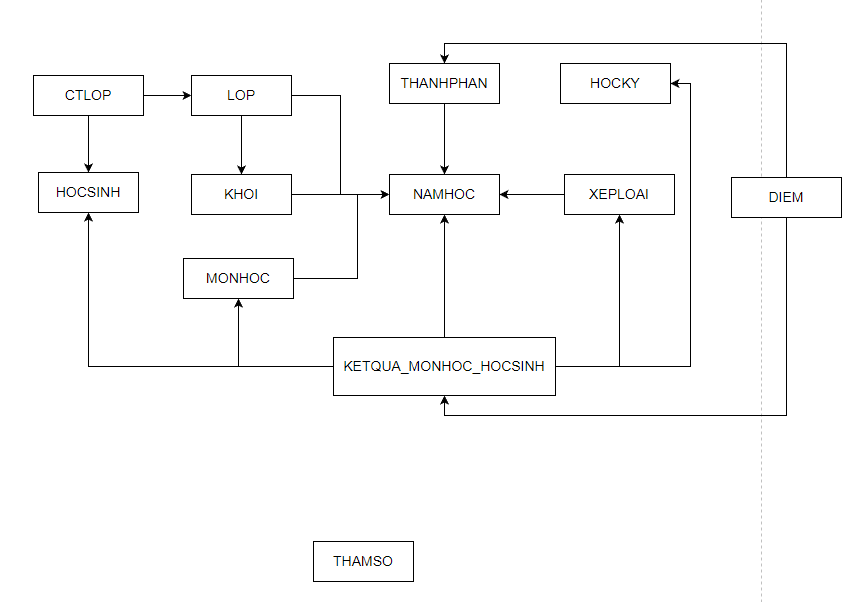 THANHPHAN
HOCKY
CTLOP
LOP
HOCSINH
KHOI
NAMHOC
XEPLOAI
DIEM
MONHOC
KETQUA_MONHOC_HOCSINH
THAMSO